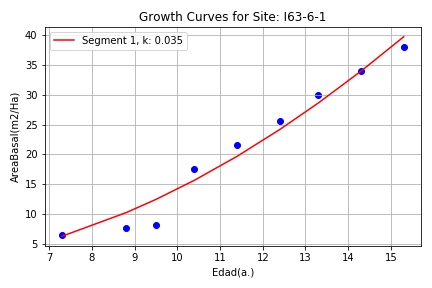 Growth Curves for Site: I63-6-1
Segment 1, k: 0.035
AreaBasal(m2/Ha)
40
35
30
25
20
15
10
5
7 8 9 10 11 12 13 14 15
Edad(a.)